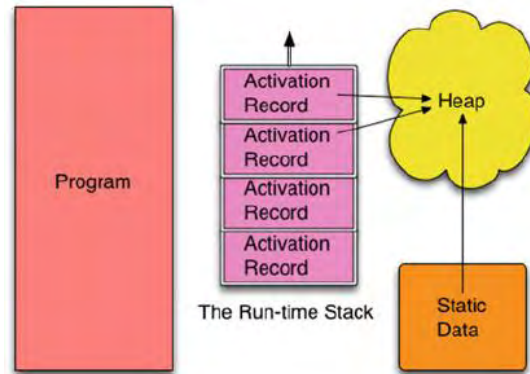 Program
Activation
Record
Activation
Record
Activation
Record
Activation
Record
The Run-time Stack
Heap
Static
Data